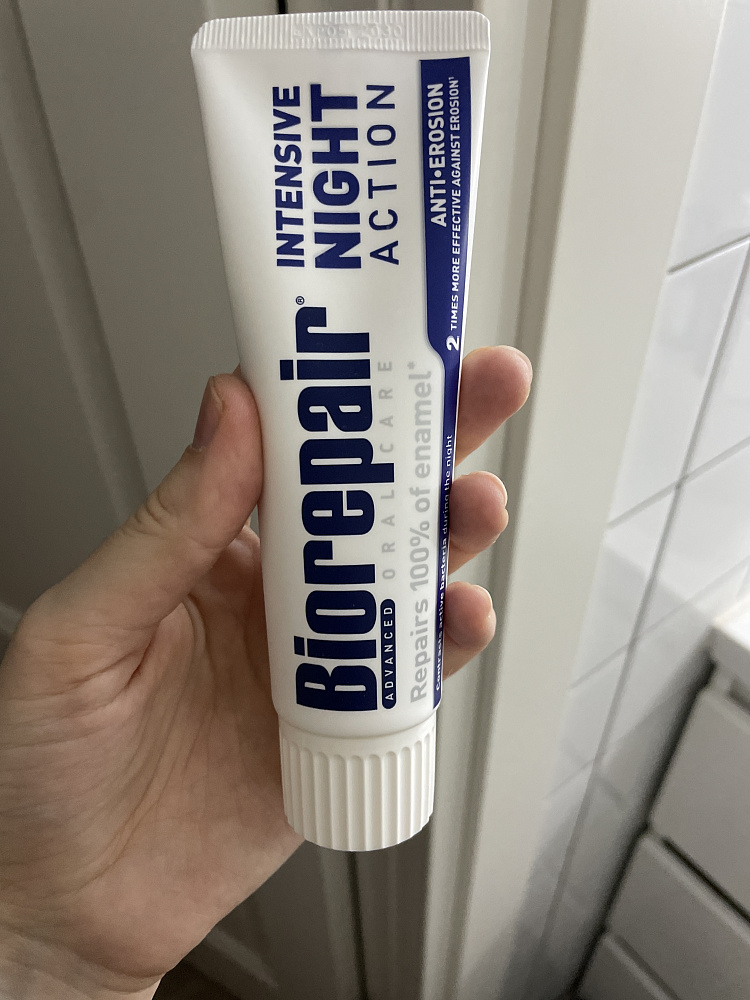 Biorepair®
ADVANCED ORAL CARE
Repairs 100% of enamel*
INTENSIVE
NIGHT
ACTION
ANTI•EROSION
2 TIMES MORE EFFECTIVE AGAINST EROSION¹
Contrasts active bacteria during the night